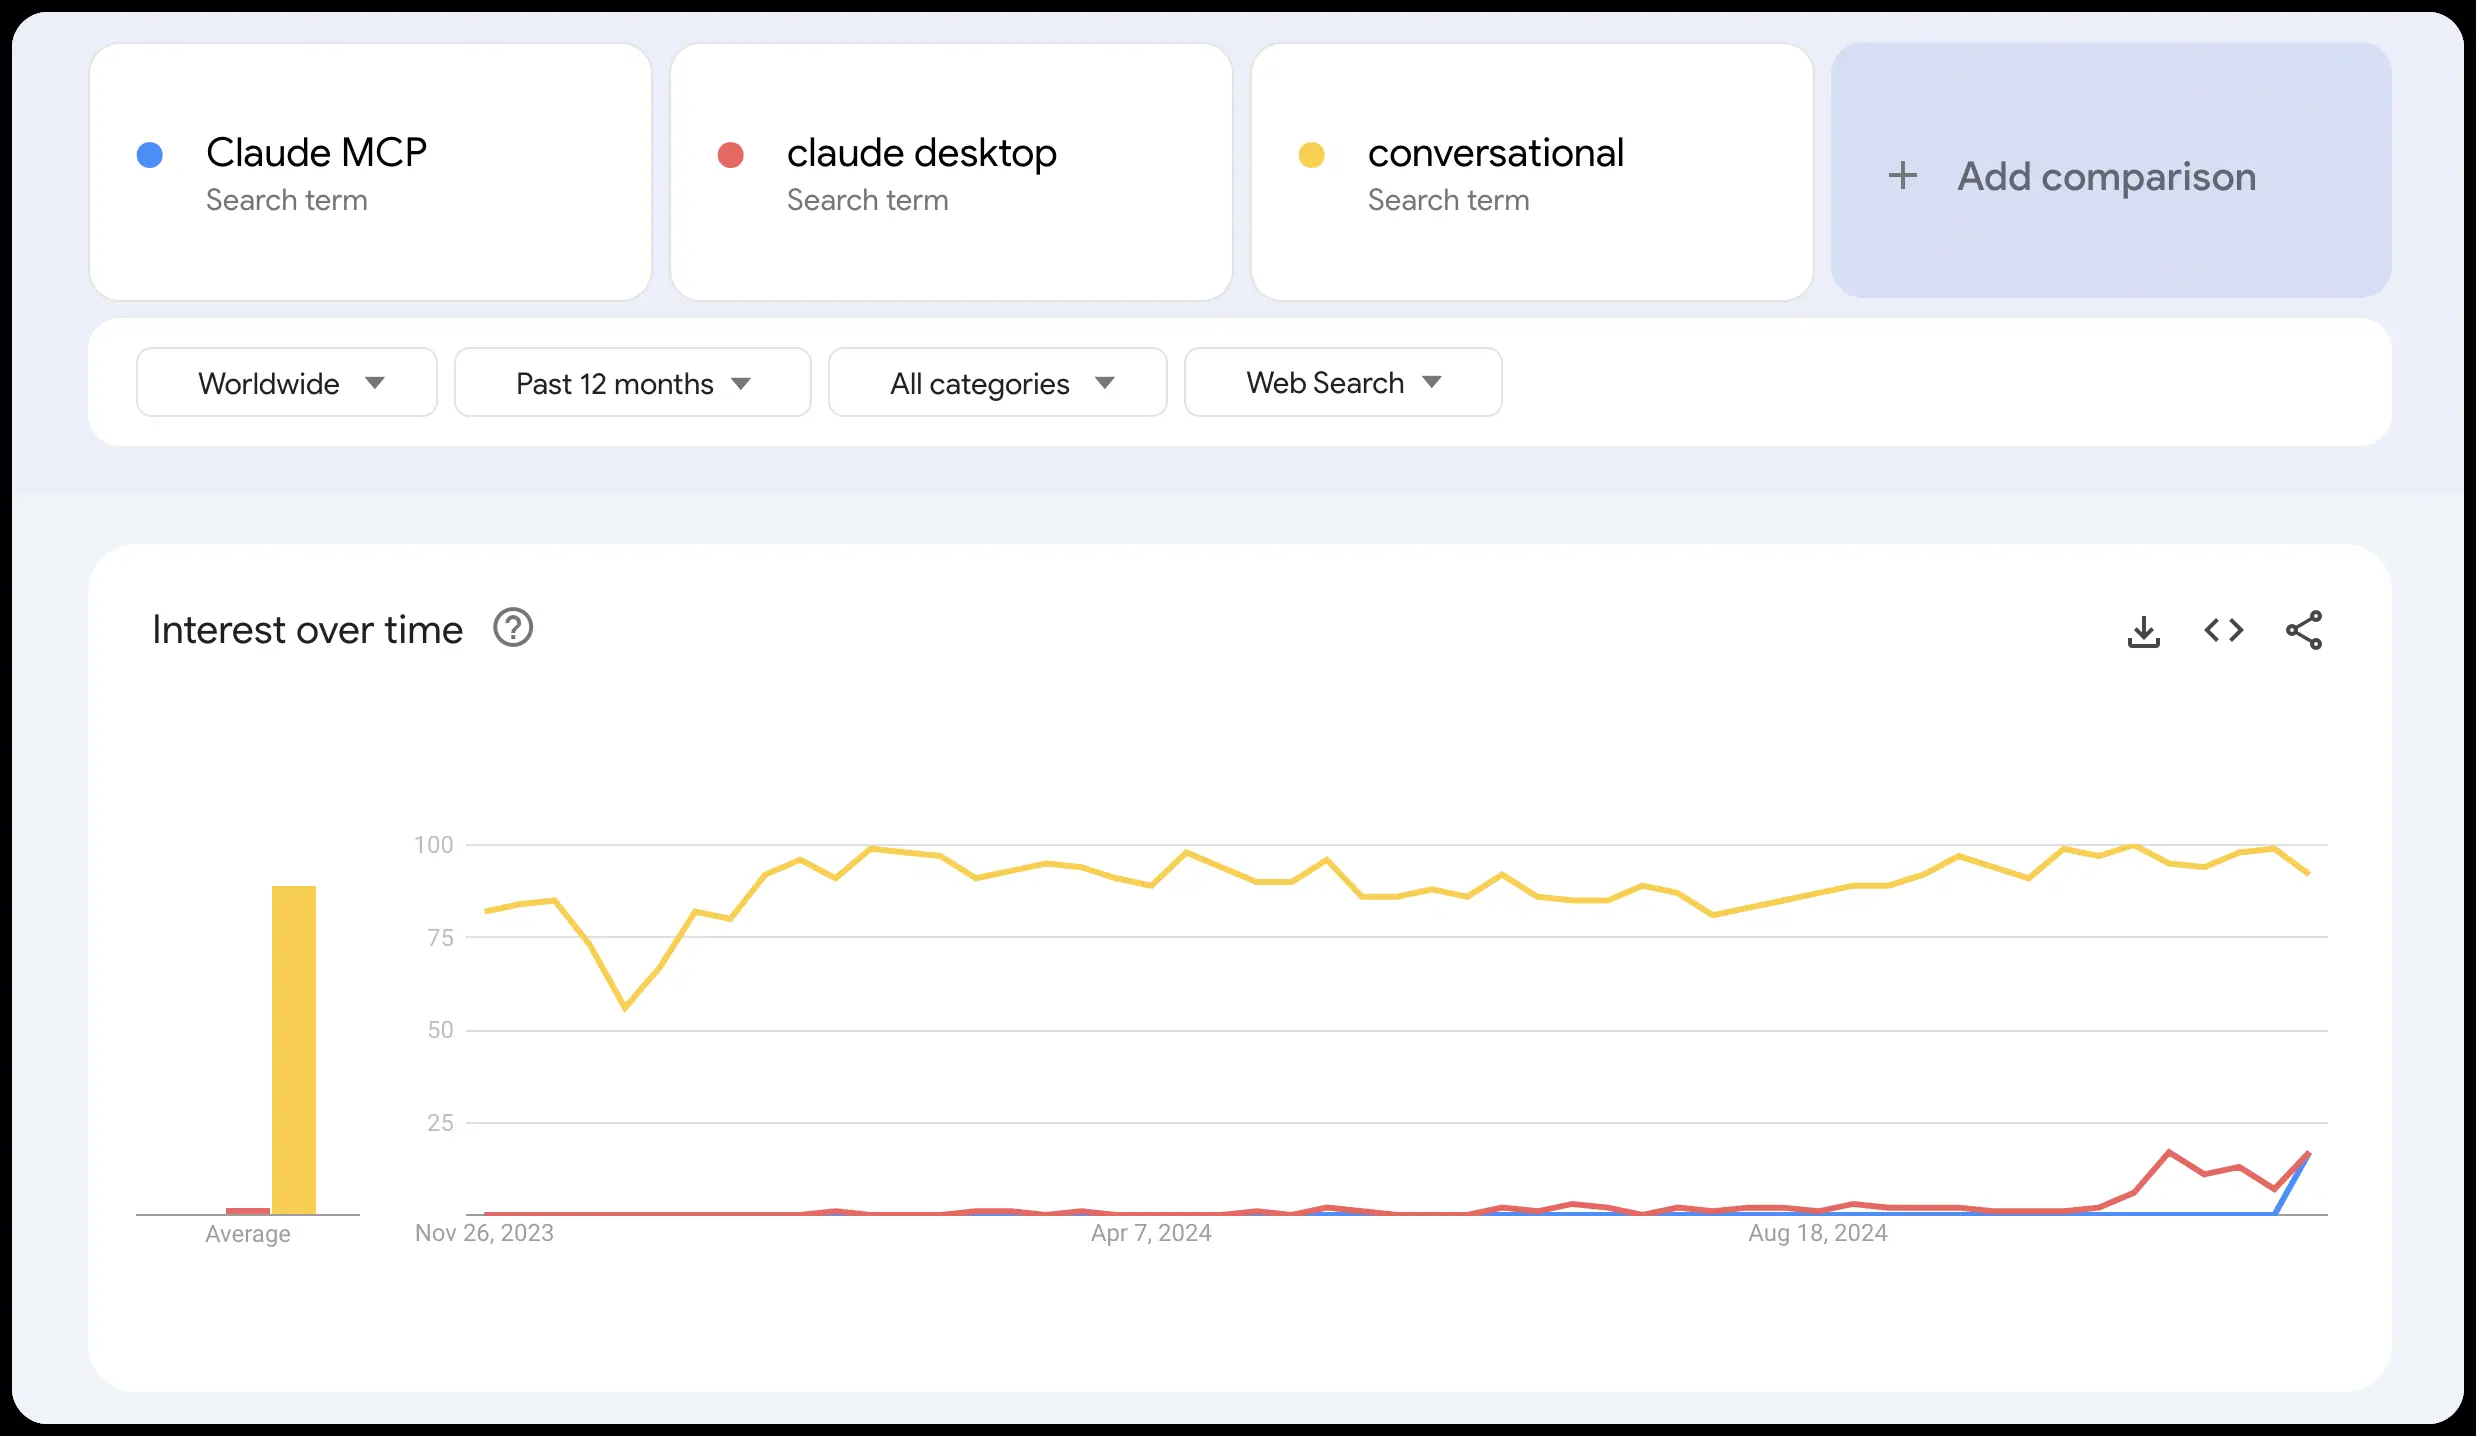 Claude MCP
Search term
claude desktop
Search term
conversational
Search term
+ Add comparison
Worldwide
Past 12 months
All categories
Web Search
Interest over time
?
100
75
50
25
Average
Nov 26, 2023
Apr 7, 2024
Aug 18, 2024